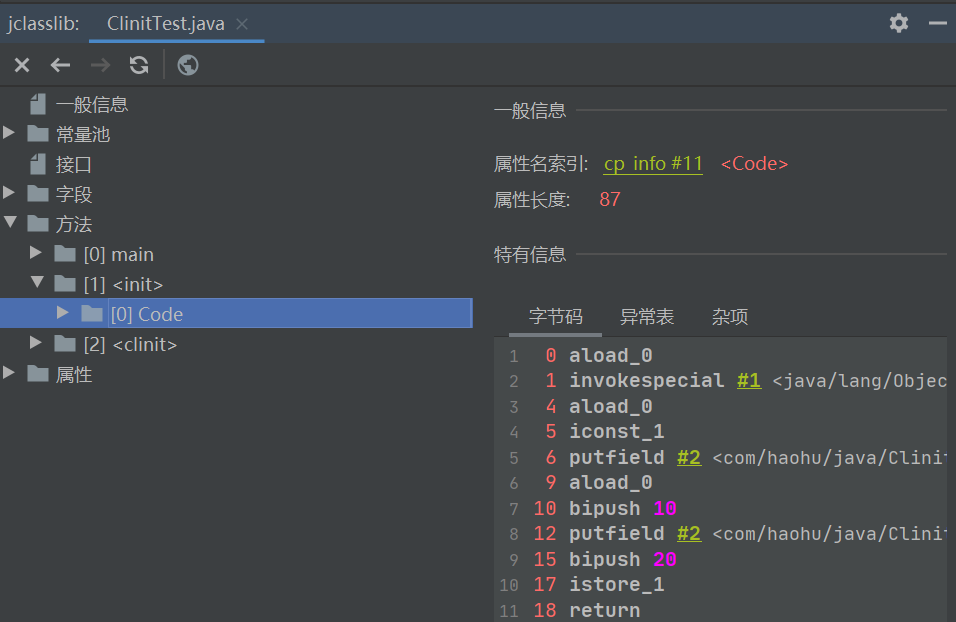 jclasslib: ClinitTest.java
一般信息
常量池
接口
字段
方法
[0] main
[1] <init>
[0] Code
[2] <clinit>
属性
一般信息
属性名索引: cp_info #11 <Code>
属性长度: 87
特有信息
字节码 异常表 杂项
1 0 aload_0
2 1 invokespecial #1 <java/lang/Objec
3 4 aload_0
4 5 iconst_1
5 6 putfield #2 <com/haohu/java/Clinit
6 9 aload_0
7 10 bipush 10
8 12 putfield #2 <com/haohu/java/Clinit
9 15 bipush 20
10 17 istore_1
11 18 return